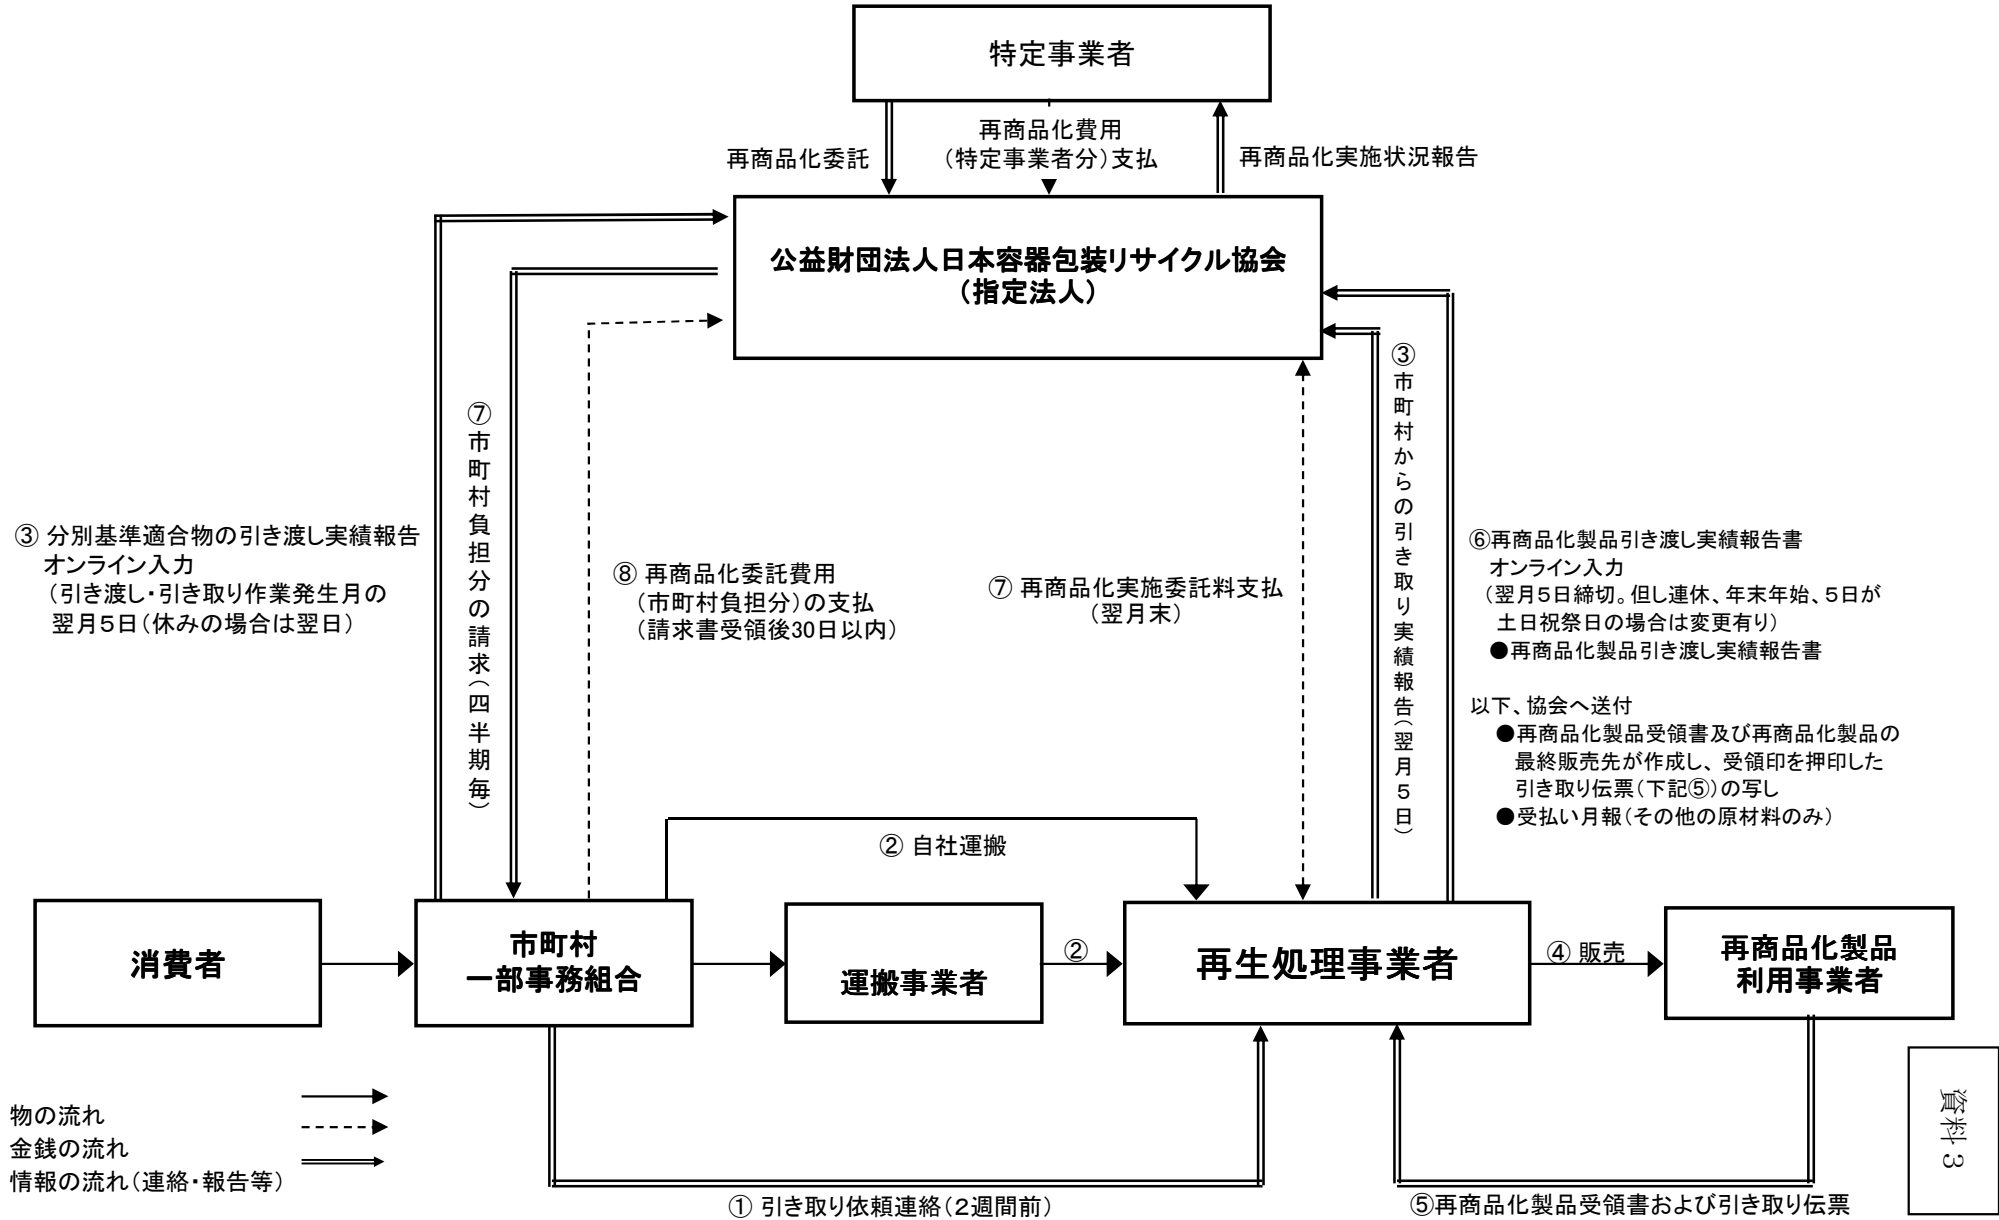 特定事業者
再商品化委託
再商品化費用
（特定事業者分）支払
再商品化実施状況報告
公益財団法人日本容器包装リサイクル協会
（指定法人）
③ 分別基準適合物の引き渡し実績報告
オンライン入力
（引き渡し・引き取り作業発生月の
翌月５日（休みの場合は翌日）
⑦市町村負担分の請求（四半期毎）
⑧ 再商品化委託費用
（市町村負担分）の支払
（請求書受領後30日以内）
⑦ 再商品化実施委託料支払
（翌月末）
③市町村からの引き取り実績報告（翌月５日）
⑥再商品化製品引き渡し実績報告書
オンライン入力
（翌月５日締切。但し連休、年末年始、５日が
土日祝祭日の場合は変更有り）
●再商品化製品引き渡し実績報告書
以下、協会へ送付
●再商品化製品受領書及び再商品化製品の
最終販売先が作成し、受領印を押印した
引き取り伝票（下記⑤）の写し
●受払い月報（その他の原材料のみ）
② 自社運搬
消費者
市町村
一部事務組合
運搬事業者
②
再生処理事業者
④ 販売
再商品化製品
利用事業者
物の流れ
金銭の流れ
情報の流れ（連絡・報告等）
① 引き取り依頼連絡（２週間前）
⑤再商品化製品受領書および引き取り伝票
資料３